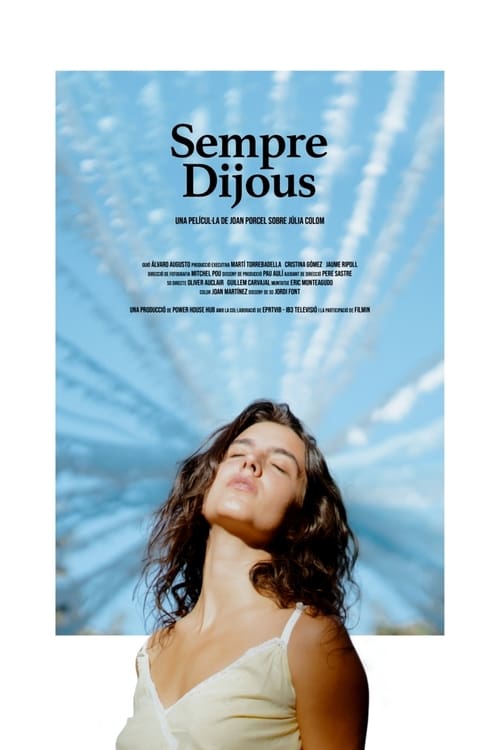 Sempre
Dijous
UNA PEL·LÍCULA DE JOAN PORCEL SOBRE JÚLIA COLOM
GUIÓ ÁLVARO AUGUSTO PRODUCCIÓ EXECUTIVA MARTÍ TORREBADELLA CRISTINA GÓMEZ JAUME RIPOLL
DIRECCIÓ DE FOTOGRAFIA MITCHEL POU DISSENY DE PRODUCCIÓ PAU AULÍ AJUDANT DE DIRECCIÓ PERE SASTRE
SO DIRECTE OLIVER AUCLAIR GUILLEM CARVAJAL MUNTATGE ERIC MONTEAGUDO
COLOR JOAN MARTÍNEZ DISSENY DE SO JORDI FONT
UNA PRODUCCIÓ DE POWER HOUSE HUB AMB LA COL·LABORACIÓ DE EPRTVIB - IB3 TELEVISIÓ I LA PARTICIPACIÓ DE FILMIN